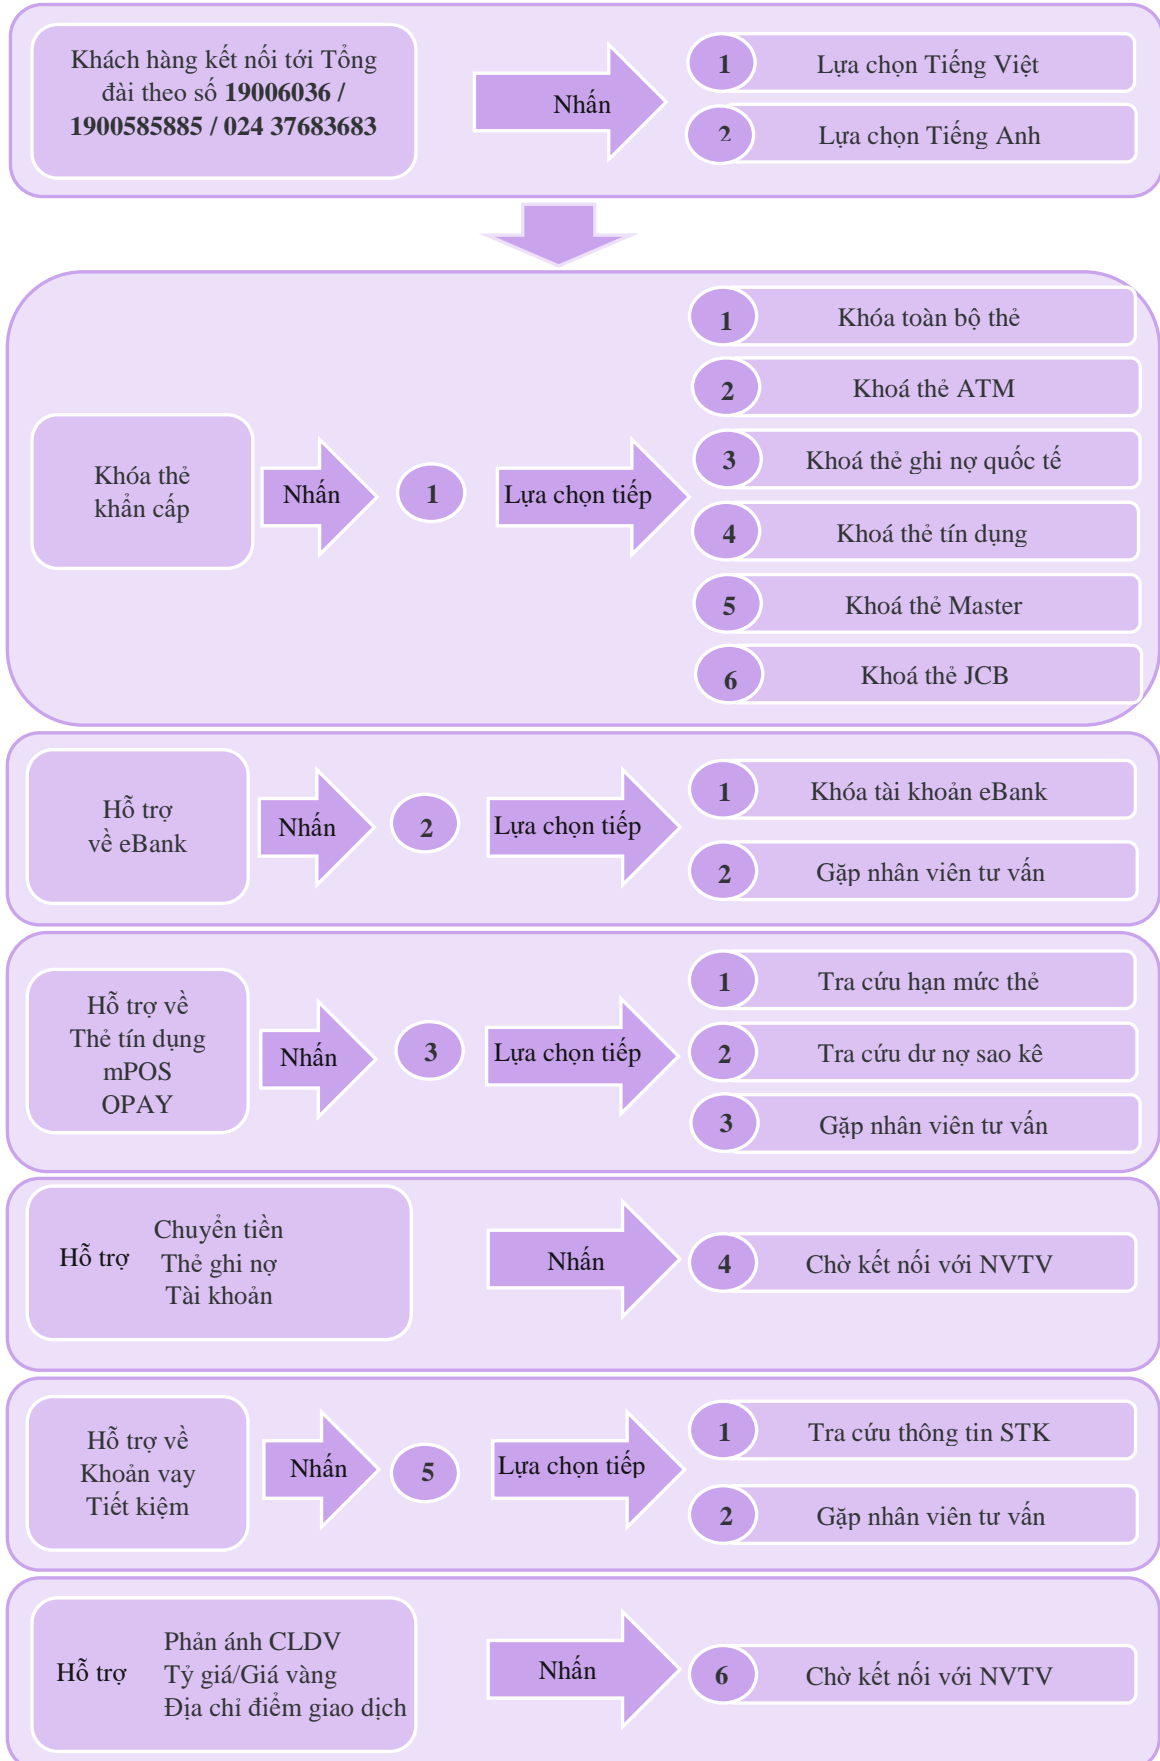 Khách hàng kết nối tới Tổng
đài theo số 19006036 /
1900585885 / 024 37683683
Nhấn
1
Lựa chọn Tiếng Việt
2
Lựa chọn Tiếng Anh
Khóa thẻ
khẩn cấp
Nhấn
1
Lựa chọn tiếp
1
Khóa toàn bộ thẻ
2
Khoá thẻ ATM
3
Khoá thẻ ghi nợ quốc tế
4
Khoá thẻ tín dụng
5
Khoá thẻ Master
6
Khoá thẻ JCB
Hỗ trợ
về eBank
Nhấn
2
Lựa chọn tiếp
1
Khóa tài khoản eBank
2
Gặp nhân viên tư vấn
Hỗ trợ về
Thẻ tín dụng
mPOS
QPAY
Nhấn
3
Lựa chọn tiếp
1
Tra cứu hạn mức thẻ
2
Tra cứu dư nợ sao kê
3
Gặp nhân viên tư vấn
Hỗ trợ
Chuyển tiền
Thẻ ghi nợ
Tài khoản
Nhấn
4
Chờ kết nối với NVTV
Hỗ trợ về
Khoản vay
Tiết kiệm
Nhấn
5
Lựa chọn tiếp
1
Tra cứu thông tin STK
2
Gặp nhân viên tư vấn
Hỗ trợ
Phản ánh CLDV
Tỷ giá/Giá vàng
Địa chỉ điểm giao dịch
Nhấn
6
Chờ kết nối với NVTV